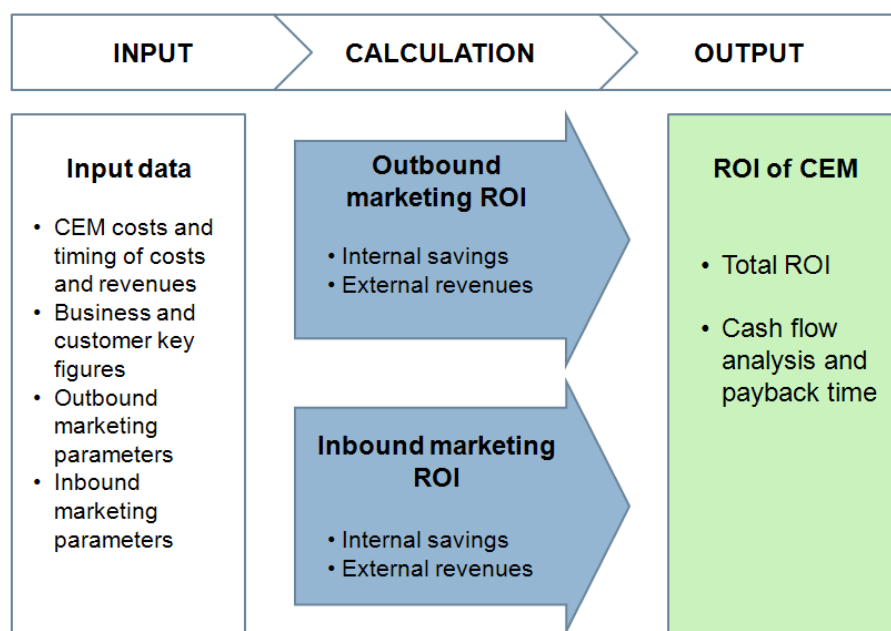 INPUT
CALCULATION
OUTPUT
Input data
• CEM costs and
timing of costs
and revenues
• Business and
customer key
figures
• Outbound
marketing
parameters
• Inbound
marketing
parameters
Outbound
marketing ROI
• Internal savings
• External revenues
Inbound marketing
ROI
• Internal savings
• External revenues
ROI of CEM
• Total ROI
• Cash flow
analysis and
payback time